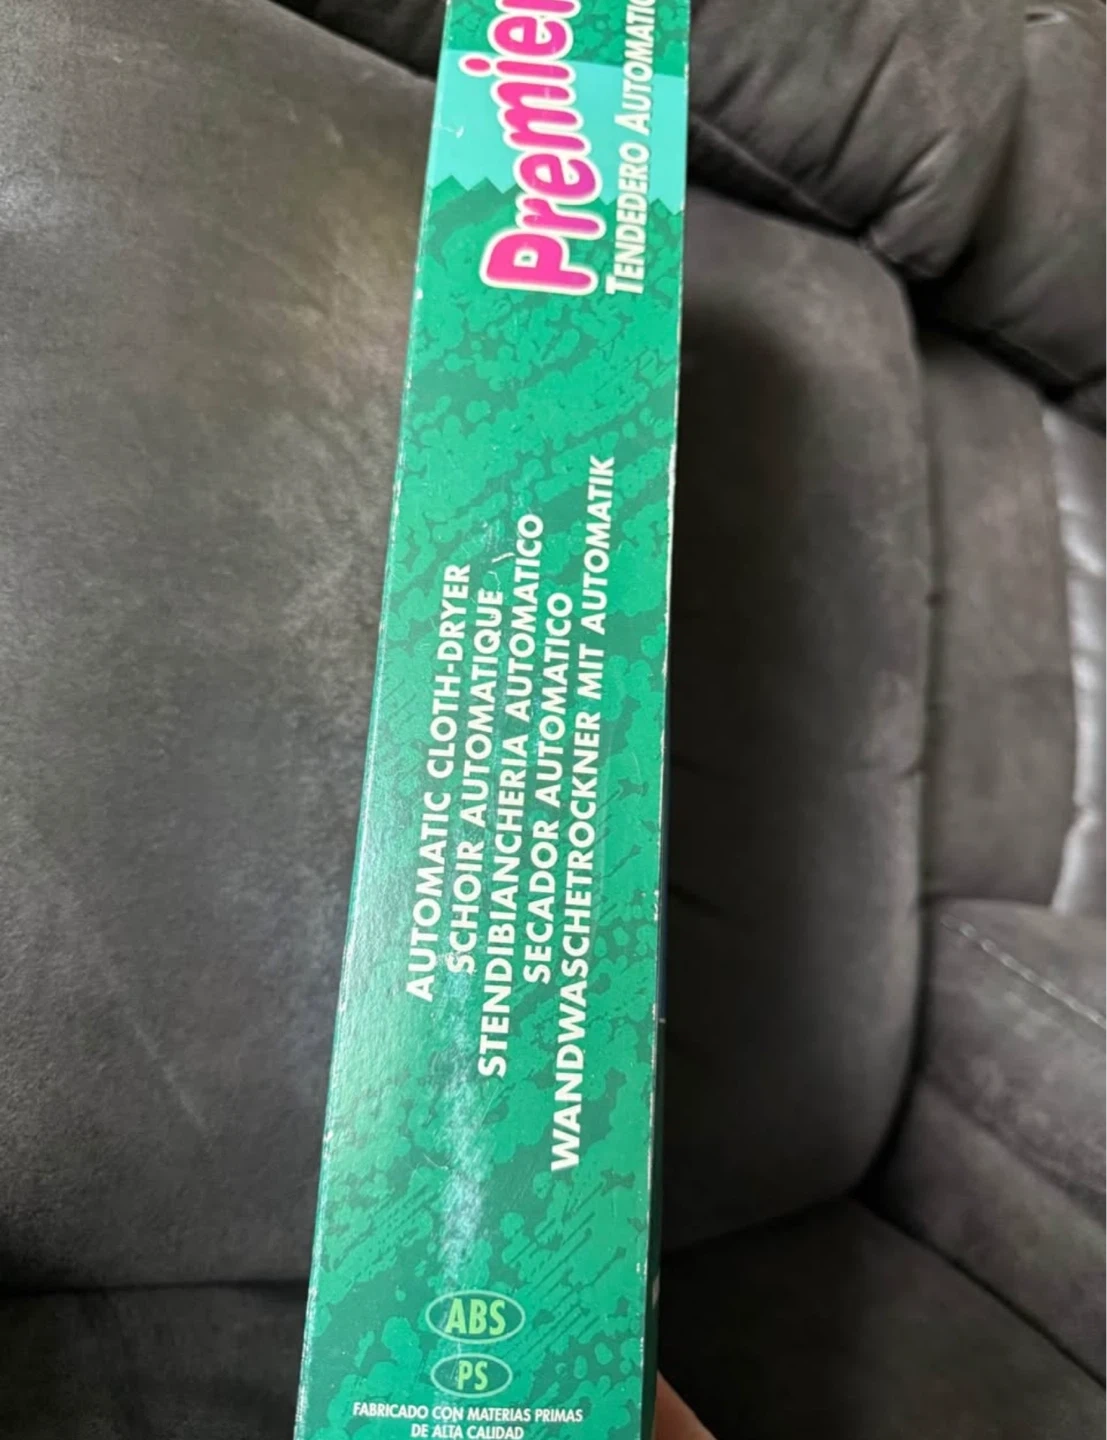 Premier
TENDEDERO AUTOMATIC
AUTOMATIC CLOTH-DRYER
SCHOIR AUTOMATIQUE
STENDIBIANCHERIA AUTOMATICO
SECADOR AUTOMATICO
WANDWASCHETROCKNER MIT AUTOMATIK
ABS
PS
FABRICADO CON MATERIAS PRIMAS
DE ALTA CALIDAD